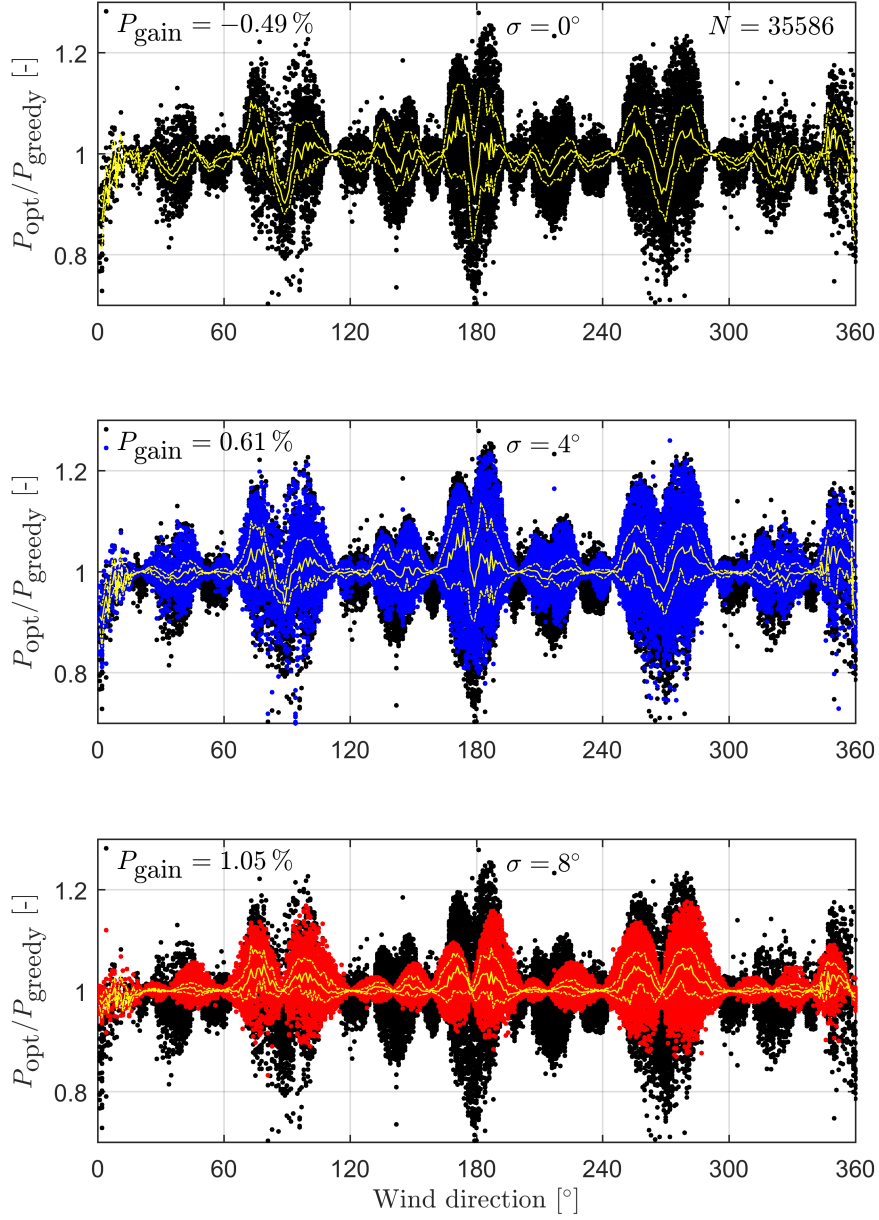 P_gain = −0.49 % σ = 0° N = 35586
1.2
1
0.8
P_opt/P_greedy [-]
0 60 120 180 240 300 360
P_gain = 0.61 % σ = 4°
1.2
1
0.8
P_opt/P_greedy [-]
0 60 120 180 240 300 360
P_gain = 1.05 % σ = 8°
1.2
1
0.8
P_opt/P_greedy [-]
0 60 120 180 240 300 360
Wind direction [°]